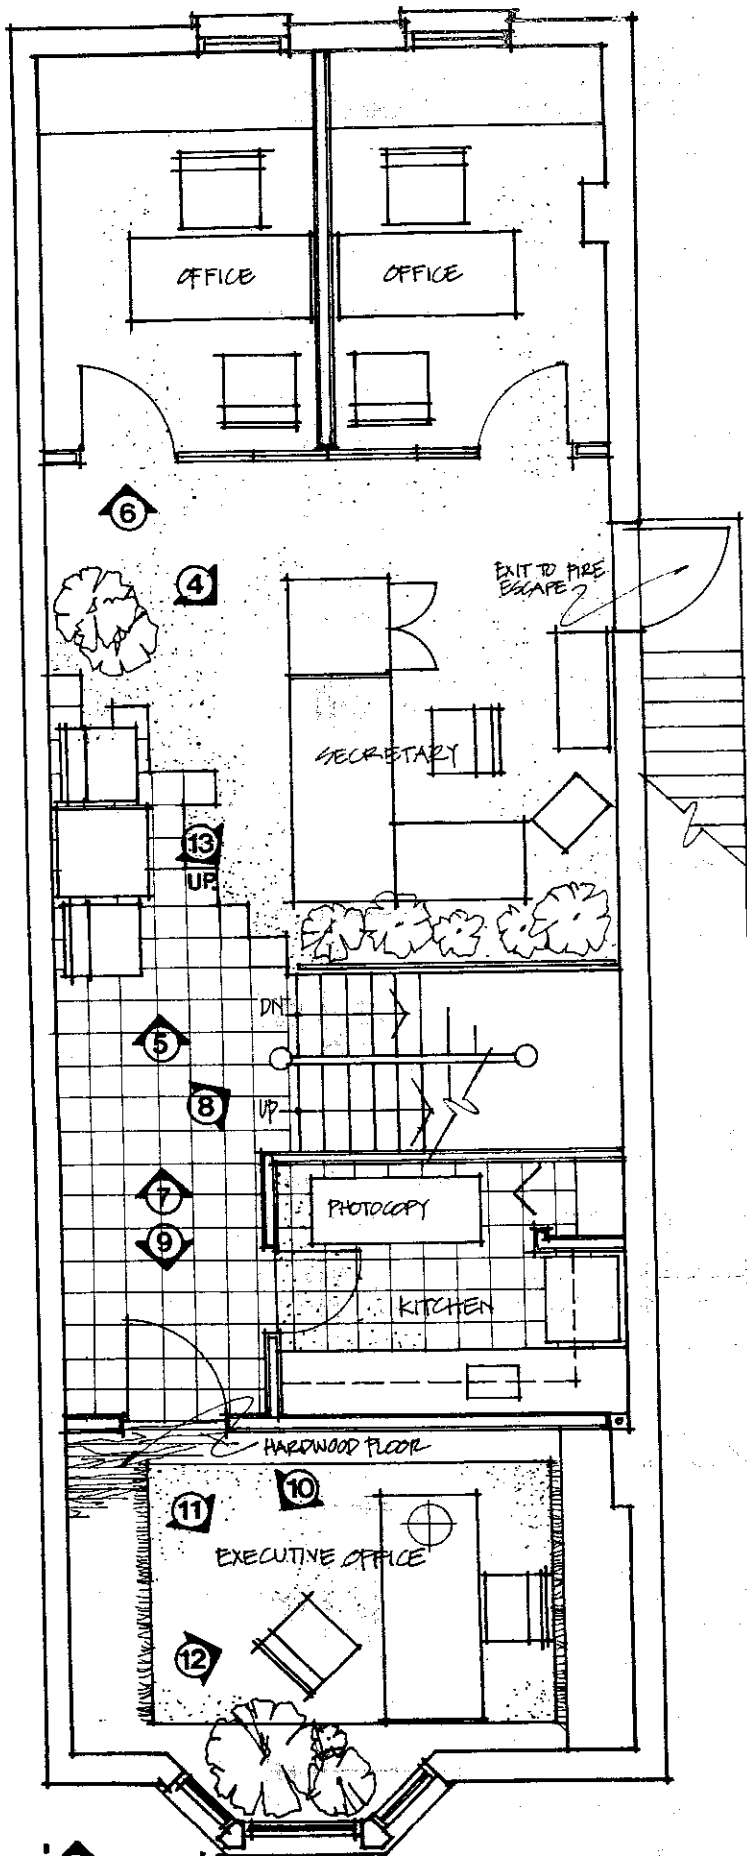 OFFICE
OFFICE
6
4
EXIT TO FIRE
ESCAPE
SECRETARY
13
UP.
DN
5
8
UP
7
PHOTOCOPY
9
KITCHEN
HARDWOOD FLOOR
10
11
EXECUTIVE OFFICE
12